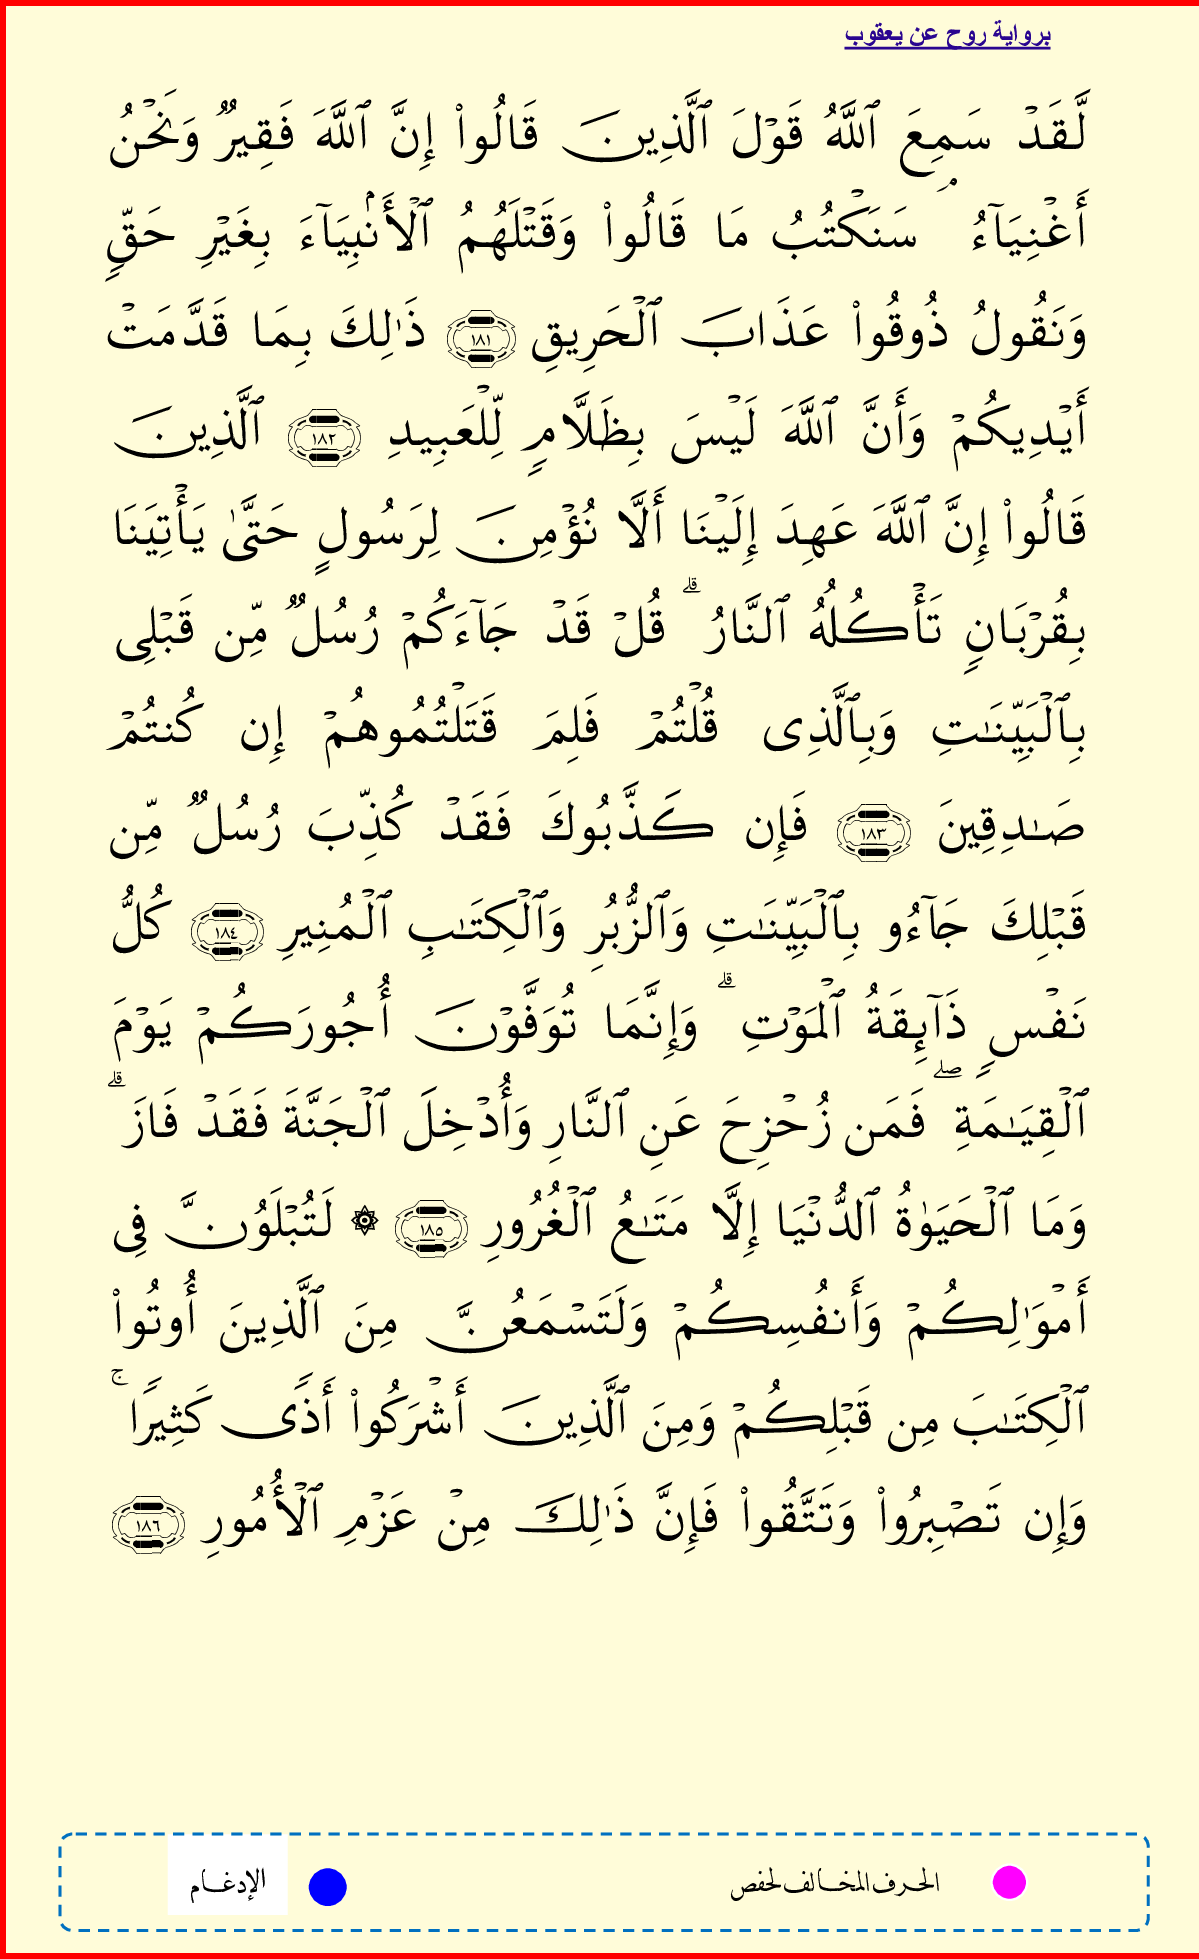 برواية روح عن يعقوب
لَّقَدۡ سَمِعَ ٱللَّهُ قَوۡلَ ٱلَّذِينَ قَالُوا۟ إِنَّ ٱللَّهَ فَقِيرٌ وَنَحۡنُ
أَغۡنِيَآءُۘ سَنَكۡتُبُ مَا قَالُوا۟ وَقَتۡلَهُمُ ٱلۡأَنۢبِيَآءَ بِغَيۡرِ حَقٍّ
وَنَقُولُ ذُوقُوا۟ عَذَابَ ٱلۡحَرِيقِ ١٨١ ذَٰلِكَ بِمَا قَدَّمَتۡ
أَيۡدِيكُمۡ وَأَنَّ ٱللَّهَ لَيۡسَ بِظَلَّامٍ لِّلۡعَبِيدِ ١٨٢ ٱلَّذِينَ
قَالُوا۟ إِنَّ ٱللَّهَ عَهِدَ إِلَيۡنَا أَلَّا نُؤۡمِنَ لِرَسُولٍ حَتَّىٰ يَأۡتِيَنَا
بِقُرۡبَانٍ تَأۡكُلُهُ ٱلنَّارُۗ قُلۡ قَدۡ جَآءَكُمۡ رُسُلٌ مِّن قَبۡلِى
بِٱلۡبَيِّنَـٰتِ وَبِٱلَّذِى قُلۡتُمۡ فَلِمَ قَتَلۡتُمُوهُمۡ إِن كُنتُمۡ
صَـٰدِقِينَ ١٨٣ فَإِن كَذَّبُوكَ فَقَدۡ كُذِّبَ رُسُلٌ مِّن
قَبۡلِكَ جَآءُو بِٱلۡبَيِّنَـٰتِ وَٱلزُّبُرِ وَٱلۡكِتَـٰبِ ٱلۡمُنِيرِ ١٨٤ كُلُّ
نَفۡسٍ ذَآئِقَةُ ٱلۡمَوۡتِۗ وَإِنَّمَا تُوَفَّوۡنَ أُجُورَكُمۡ يَوۡمَ
ٱلۡقِيَـٰمَةِۖ فَمَن زُحۡزِحَ عَنِ ٱلنَّارِ وَأُدۡخِلَ ٱلۡجَنَّةَ فَقَدۡ فَازَۗ
وَمَا ٱلۡحَيَوٰةُ ٱلدُّنۡيَا إِلَّا مَتَـٰعُ ٱلۡغُرُورِ ١٨٥ ۞ لَتُبۡلَوُنَّ فِى
أَمۡوَٰلِكُمۡ وَأَنفُسِكُمۡ وَلَتَسۡمَعُنَّ مِنَ ٱلَّذِينَ أُوتُوا۟
ٱلۡكِتَـٰبَ مِن قَبۡلِكُمۡ وَمِنَ ٱلَّذِينَ أَشۡرَكُوا۟ أَذًى كَثِيرًاۚ
وَإِن تَصۡبِرُوا۟ وَتَتَّقُوا۟ فَإِنَّ ذَٰلِكَ مِنۡ عَزۡمِ ٱلۡأُمُورِ ١٨٦
الحرف المخالف لحفص الإدغام